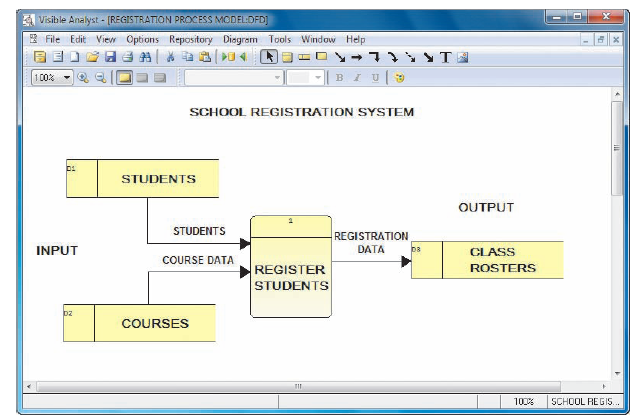 Visible Analyst - [REGISTRATION PROCESS MODEL:DFD]
File Edit View Options Repository Diagram Tools Window Help
T
100%
B I U
SCHOOL REGISTRATION SYSTEM
D1
STUDENTS
OUTPUT
STUDENTS
1
REGISTRATION
DATA
INPUT
COURSE DATA
REGISTER
STUDENTS
D3
CLASS
ROSTERS
D2
COURSES
100%
SCHOOL REGIS...